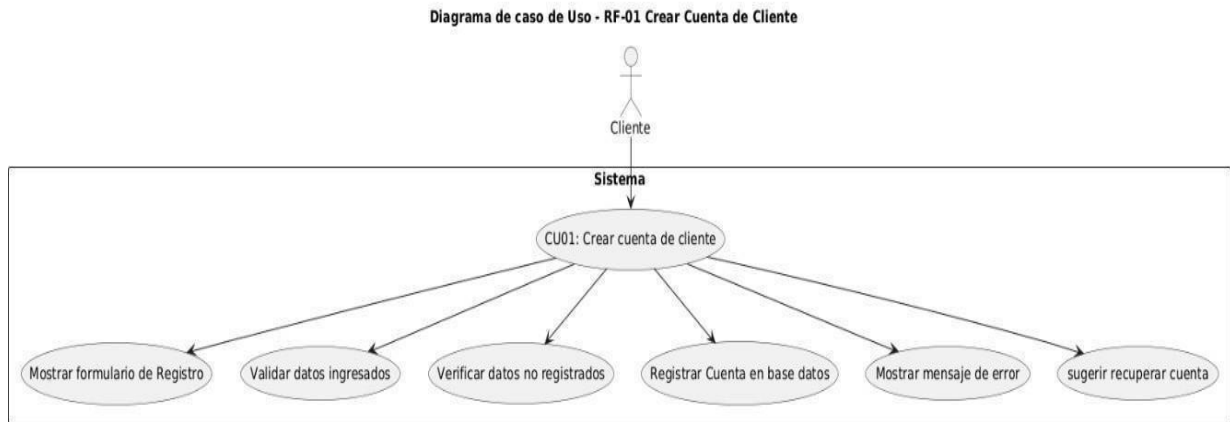 Diagrama de caso de Uso - RF-01 Crear Cuenta de Cliente
Cliente
Sistema
CU01: Crear cuenta de cliente
Mostrar formulario de Registro
Validar datos ingresados
Verificar datos no registrados
Registrar Cuenta en base datos
Mostrar mensaje de error
sugerir recuperar cuenta